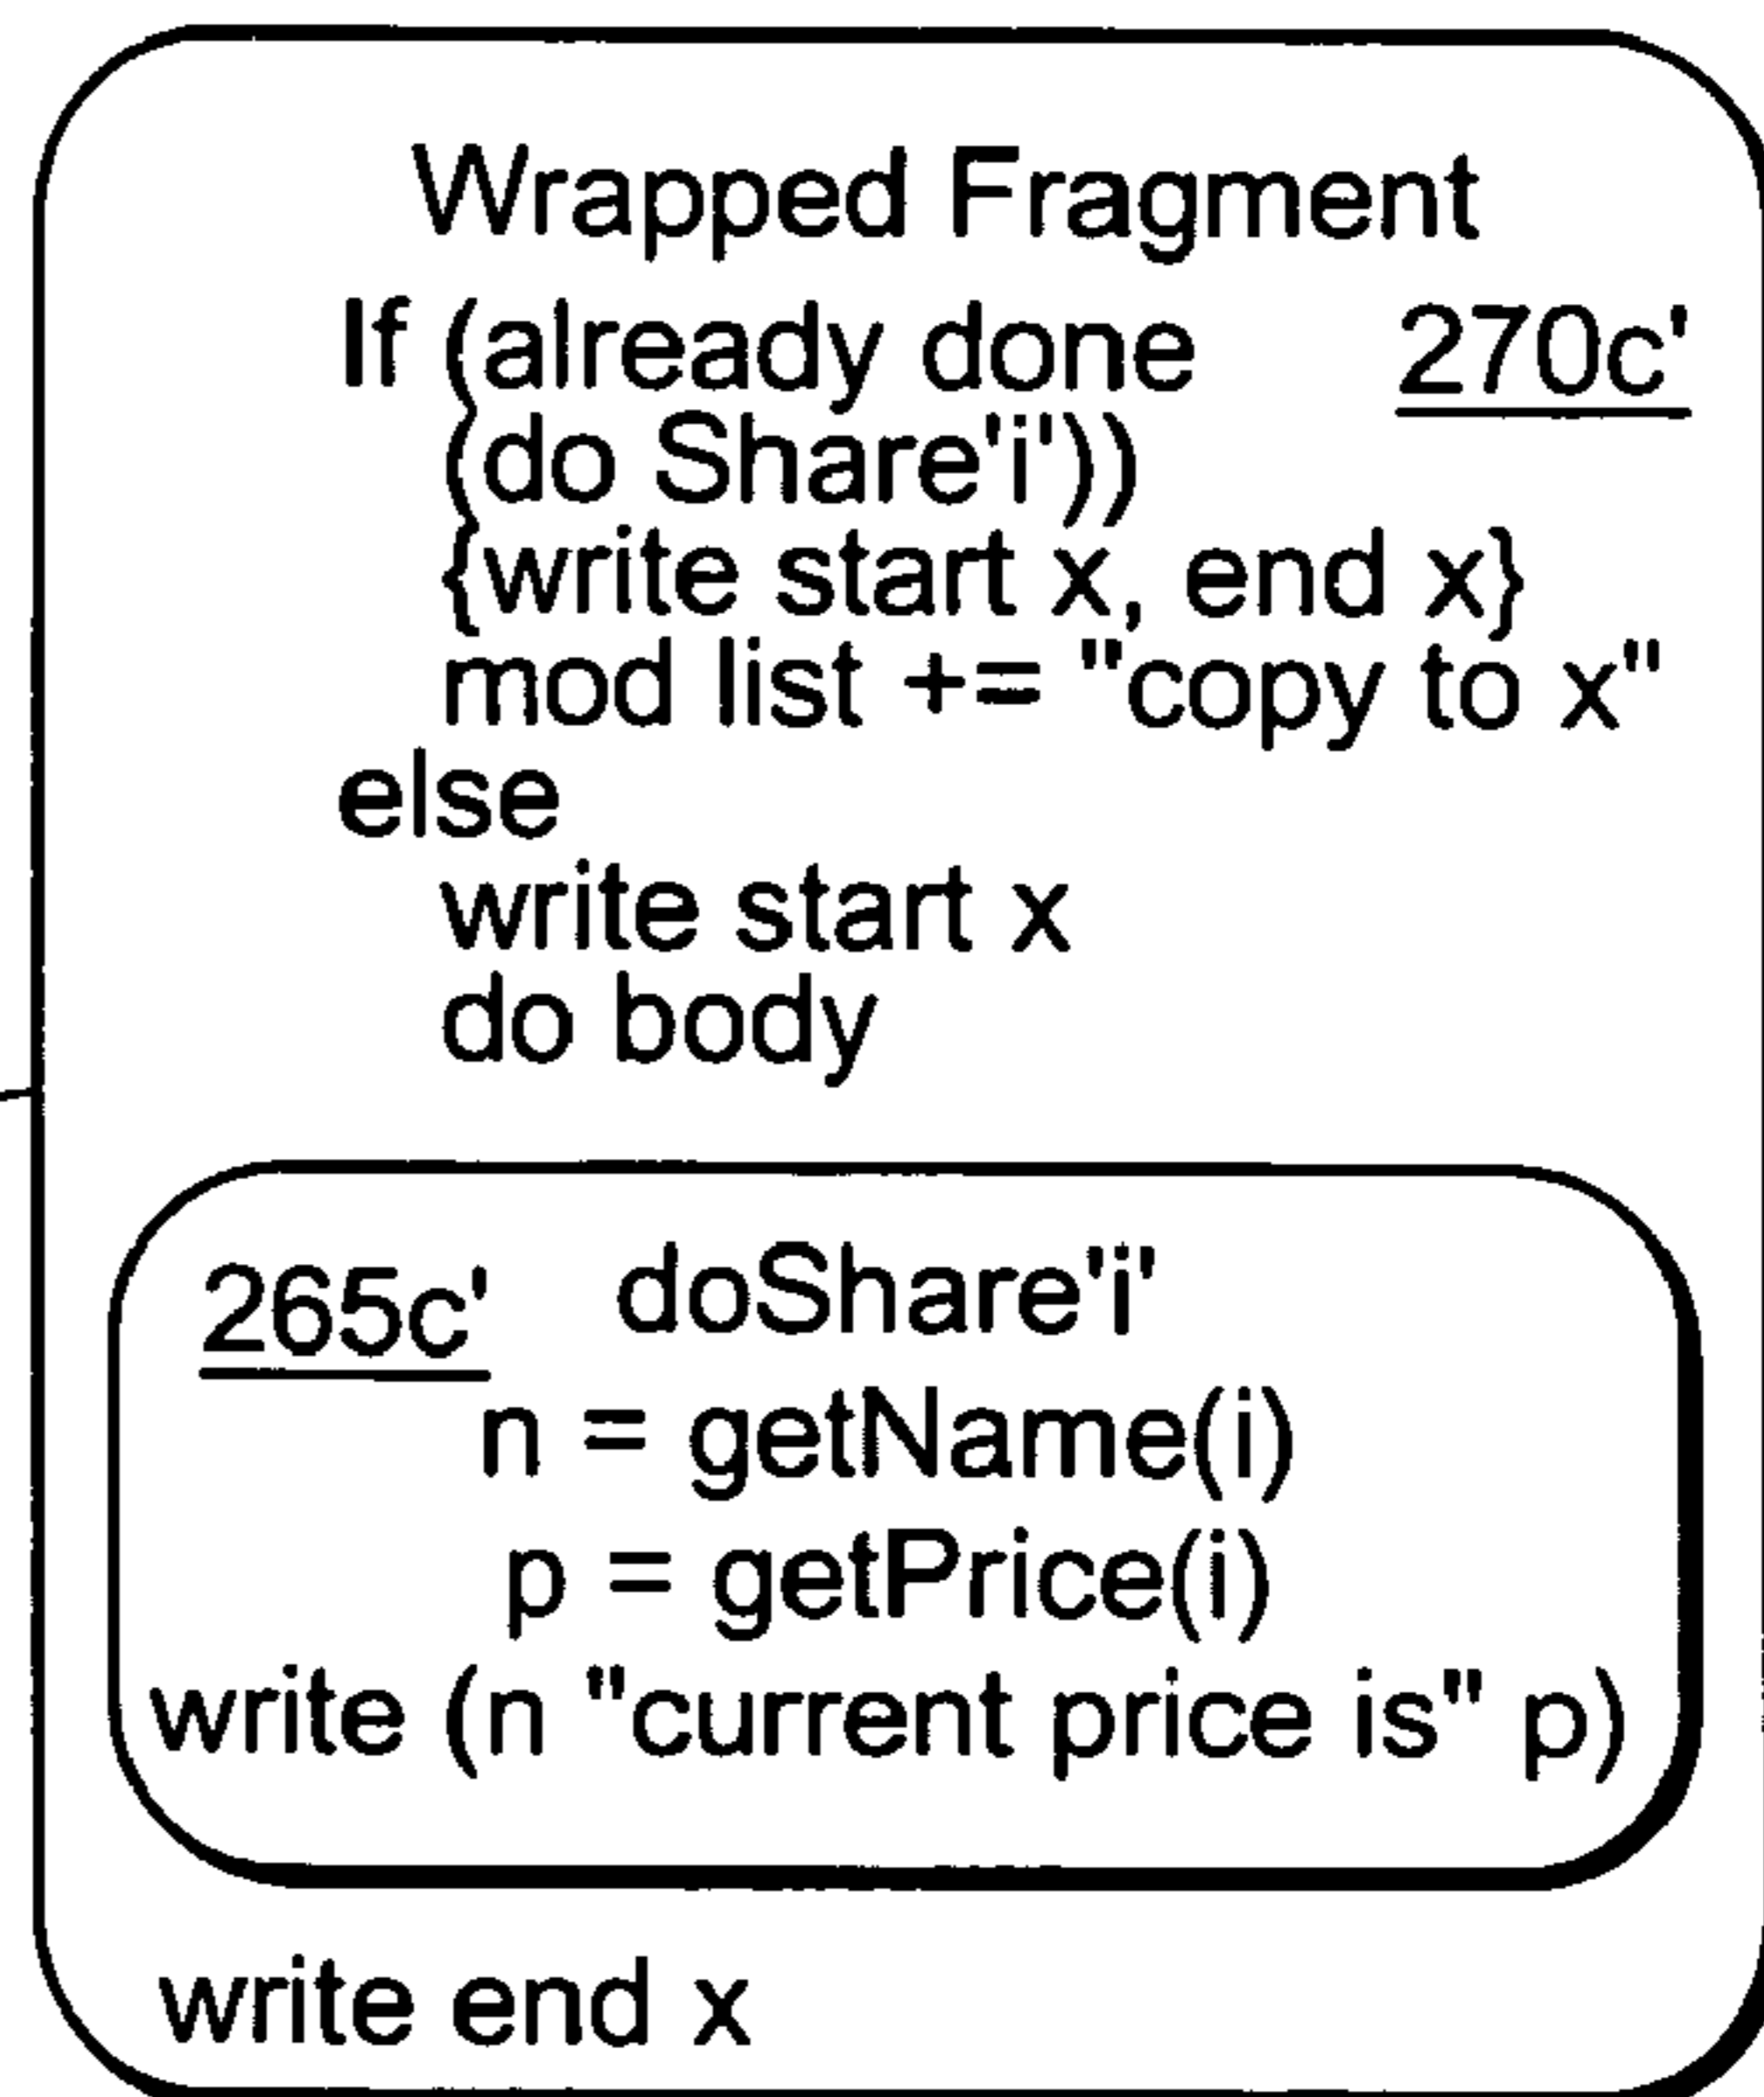 Wrapped Fragment
If (already done 270c'
(do Share'i'))
{write start x, end x}
mod list += "copy to x"
else
write start x
do body
265c' doShare'i'
n = getName(i)
p = getPrice(i)
write (n "current price is" p)
write end x